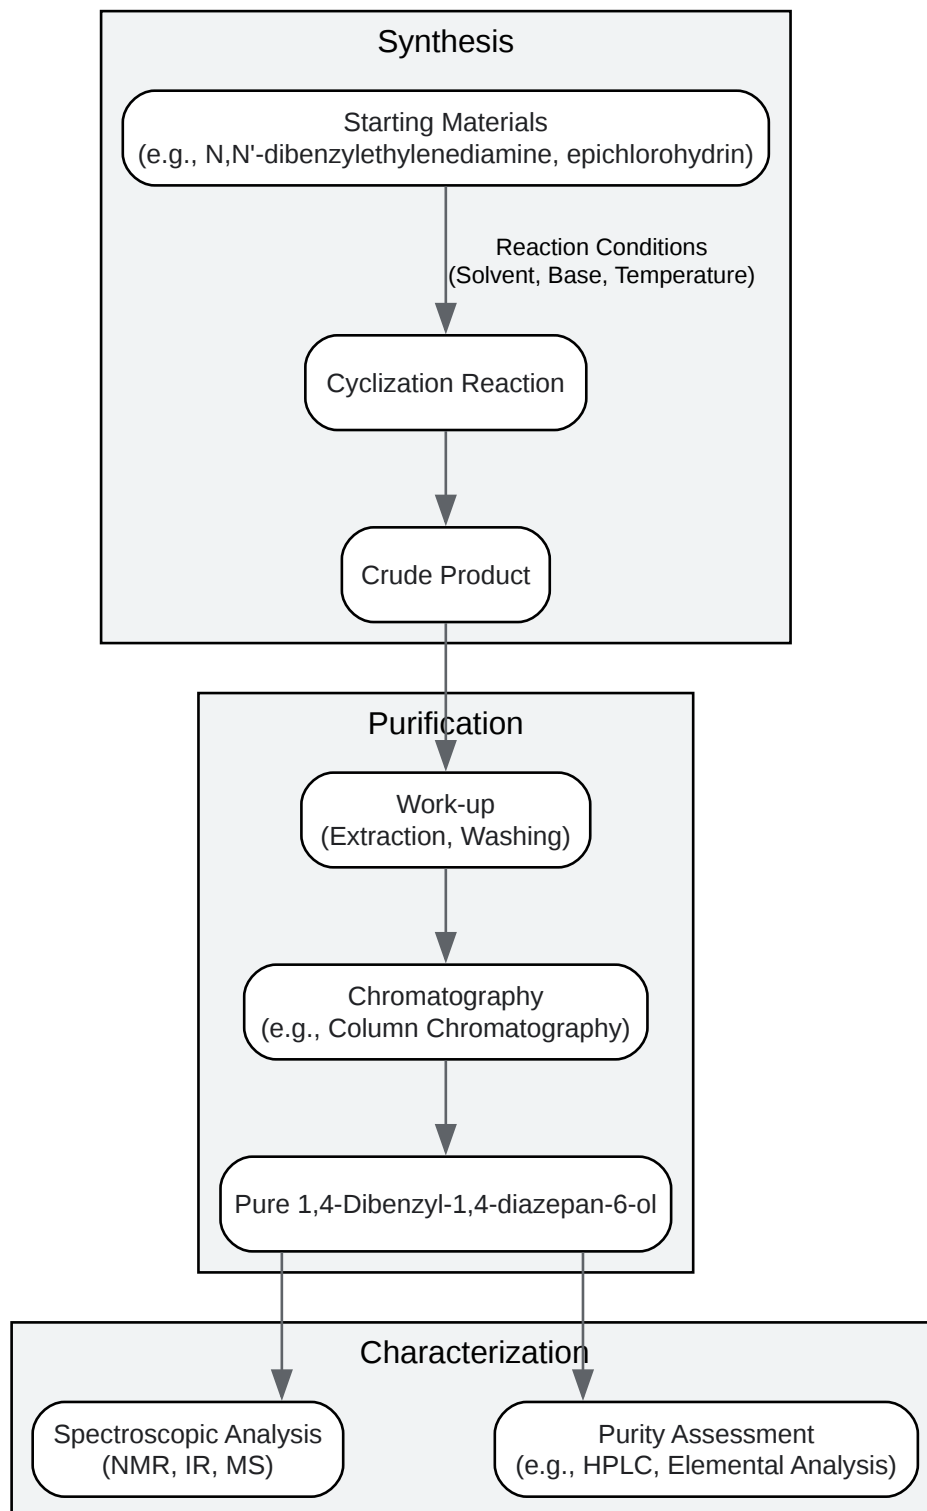 Synthesis
Starting Materials
(e.g., N,N'-dibenzylethylenediamine, epichlorohydrin)
Reaction Conditions
(Solvent, Base, Temperature)
Cyclization Reaction
Crude Product
Purification
Work-up
(Extraction, Washing)
Chromatography
(e.g., Column Chromatography)
Pure 1,4-Dibenzyl-1,4-diazepan-6-ol
Characterization
Spectroscopic Analysis
(NMR, IR, MS)
Purity Assessment
(e.g., HPLC, Elemental Analysis)